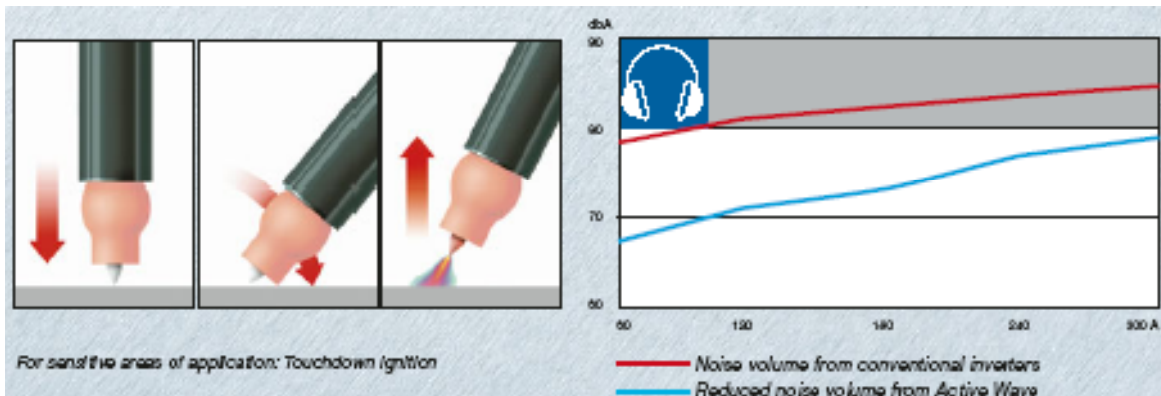 dbA
90
80
70
60
60 120 180 240 300 A
For sensitive areas of application: Touchdown ignition
Noise volume from conventional inverters
Reduced noise volume from Active Wave